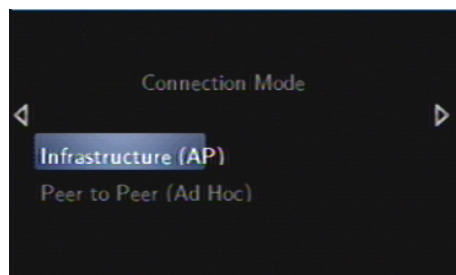 Connection Mode
Infrastructure (AP)
Peer to Peer (Ad Hoc)